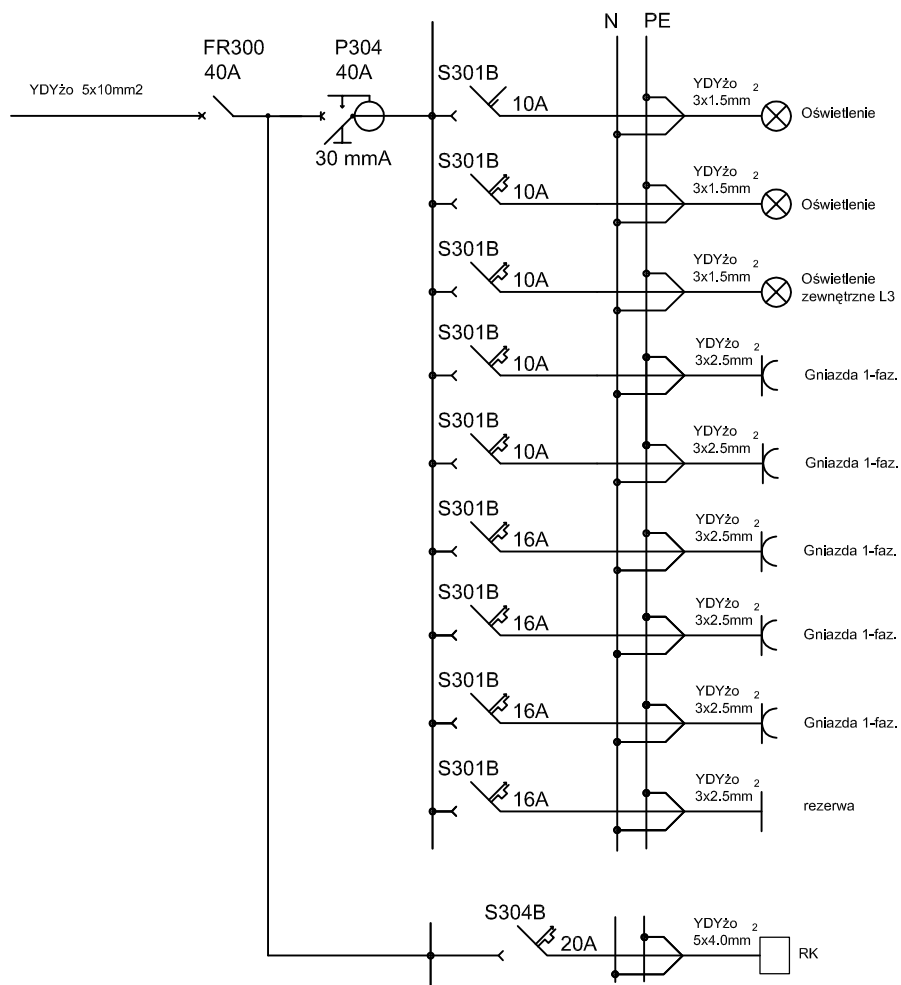 N PE
FR300
40A
P304
40A
YDYżo 5x10mm2
30 mmA
S301B
10A
YDYżo
3x1.5mm 2
Oświetlenie
S301B
10A
YDYżo
3x1.5mm 2
Oświetlenie
S301B
10A
YDYżo
3x1.5mm 2
Oświetlenie
zewnętrzne L3
S301B
10A
YDYżo
3x2.5mm 2
Gniazda 1-faz.
S301B
10A
YDYżo
3x2.5mm 2
Gniazda 1-faz.
S301B
16A
YDYżo
3x2.5mm 2
Gniazda 1-faz.
S301B
16A
YDYżo
3x2.5mm 2
Gniazda 1-faz.
S301B
16A
YDYżo
3x2.5mm 2
Gniazda 1-faz.
S301B
16A
YDYżo
3x2.5mm 2
rezerwa
S304B
20A
YDYżo
5x4.0mm 2
RK